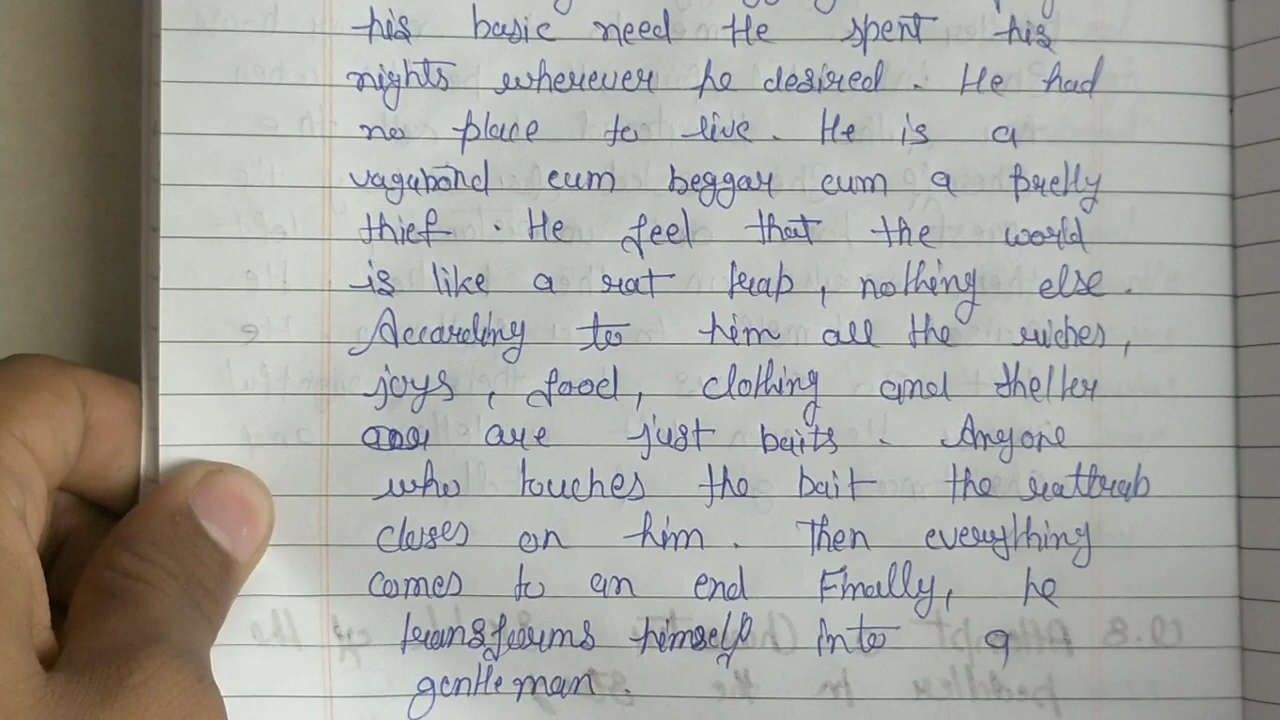 his basic need He spent his
nights wherever he desired. He had
no place to live. He is a
vagabond cum beggar cum a pretty
thief. He feel that the world
is like a rat trap, nothing else.
According to him all the riches,
joys, food, clothing and shelter
are just baits. Anyone
who touches the bait the rattrap
closes on him. Then everything
comes to an end Finally, he
transforms himself into a
gentleman.